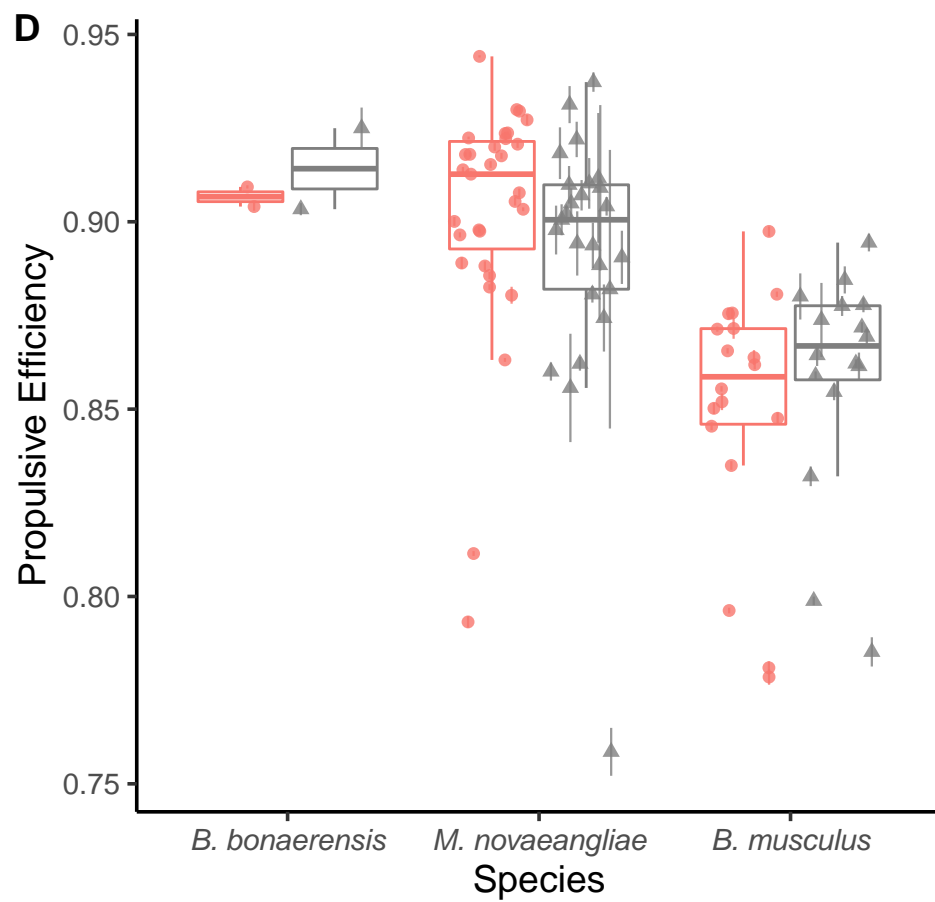 D
0.95
0.90
0.85
0.80
0.75
Propulsive Efficiency
B. bonaerensis
M. novaeangliae
B. musculus
Species